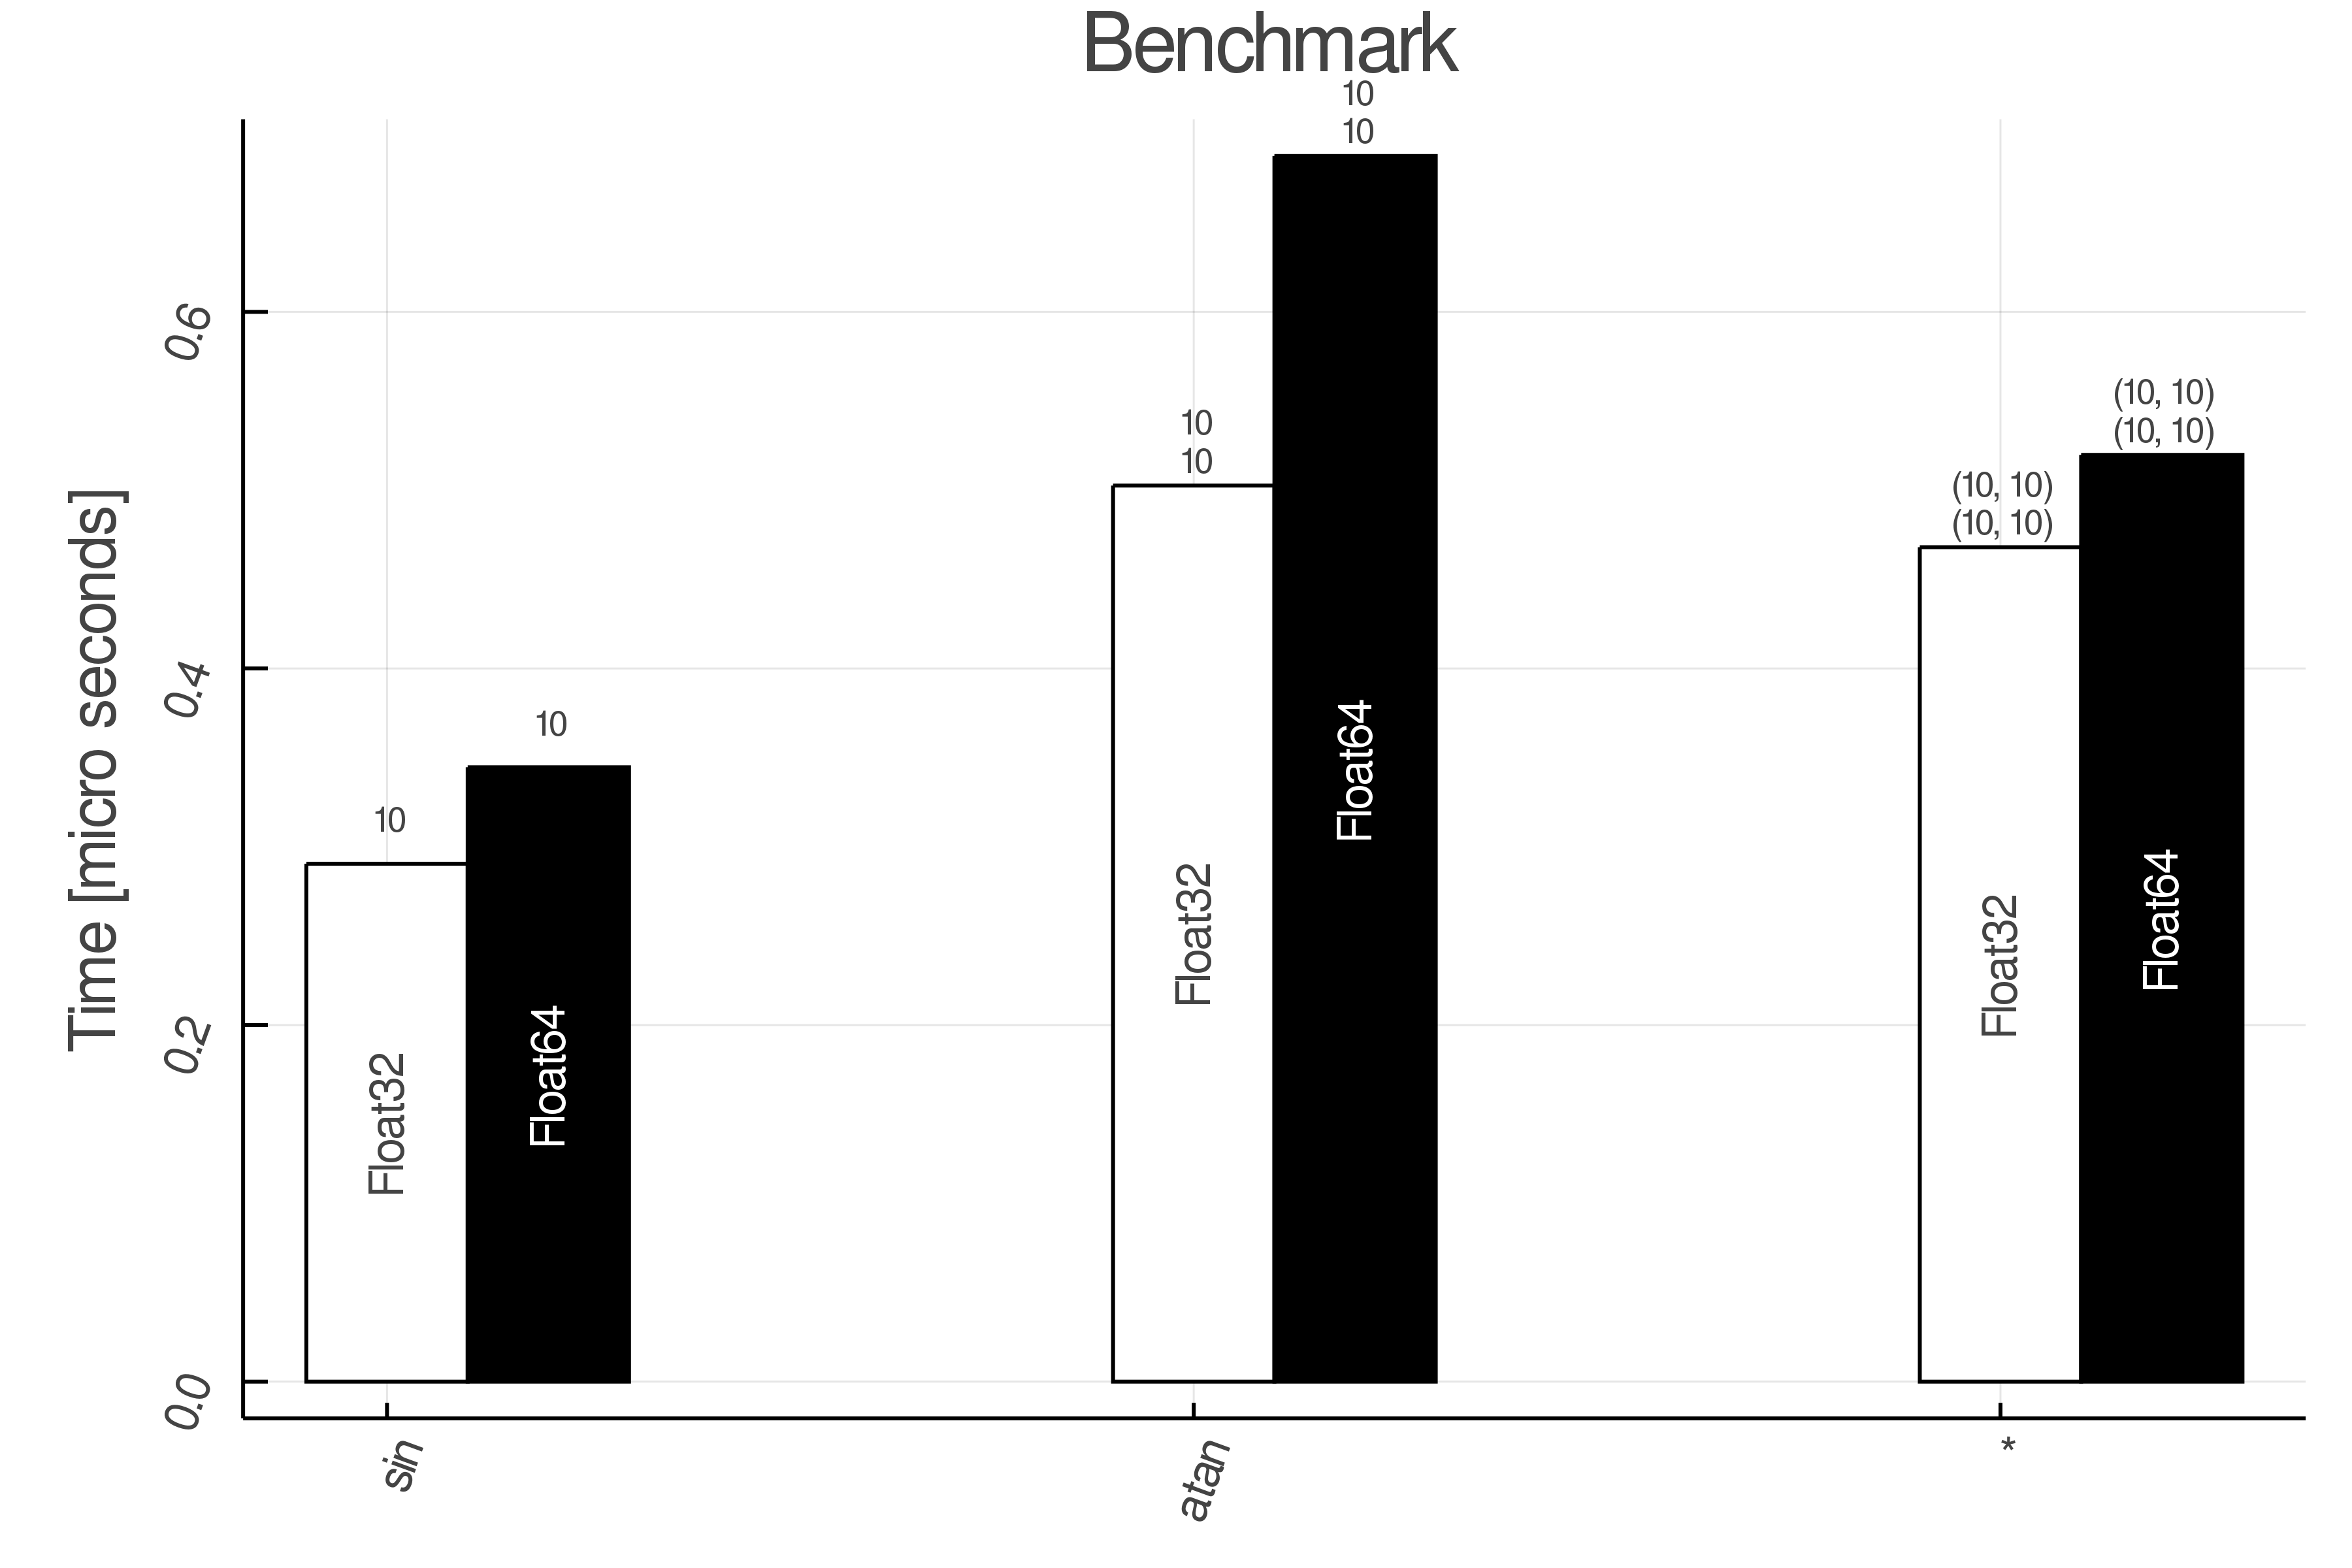 Benchmark
Time [micro seconds]
0.6
0.4
0.2
0.0
10
Float32
10
Float64
10
10
Float32
10
10
Float64
(10, 10)
(10, 10)
Float32
(10, 10)
(10, 10)
Float64
sin
atan
*